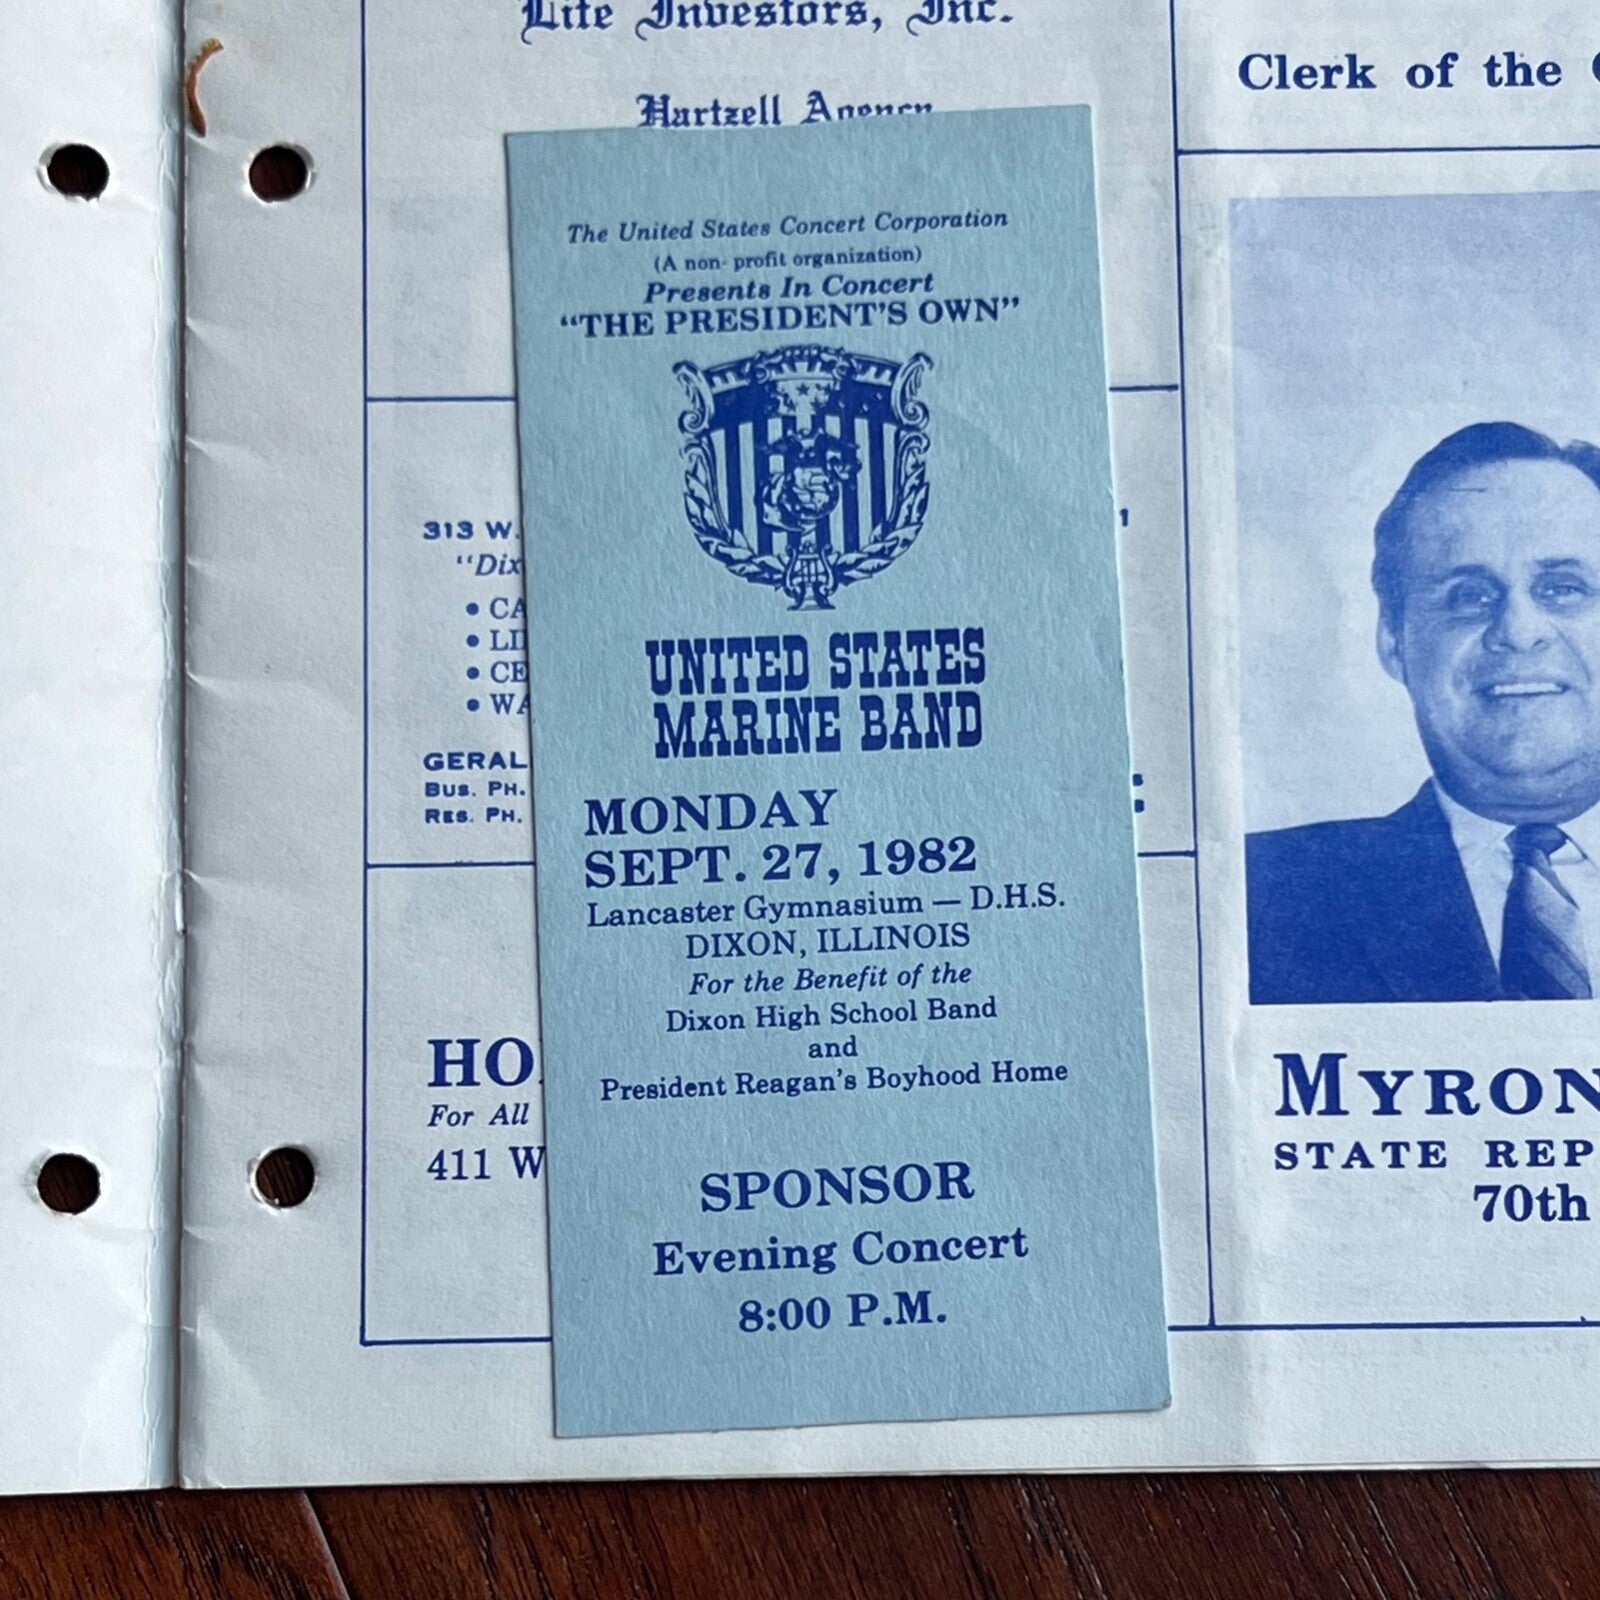 Life Investors, Inc.
Hartzell Agency
Clerk of the
The United States Concert Corporation
(A non- profit organization)
Presents In Concert
"THE PRESIDENT'S OWN"
UNITED STATES
MARINE BAND
MONDAY
SEPT. 27, 1982
Lancaster Gymnasium — D.H.S.
DIXON, ILLINOIS
For the Benefit of the
Dixon High School Band
and
President Reagan's Boyhood Home
SPONSOR
Evening Concert
8:00 P.M.
313 W.
"Dix
• CA
• LI
• CE
• WA
GERAL
BUS. PH.
RES. PH.
HO
For All
411 W
MYRON
STATE REP
70th